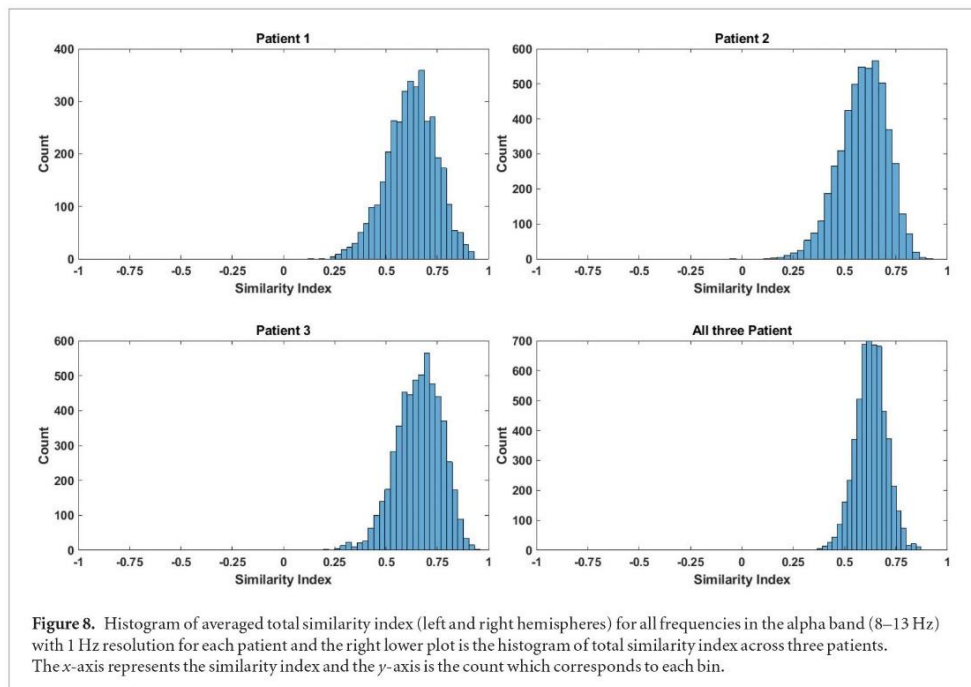 Patient 1
400
300
200
100
0
Count
-1 -0.75 -0.5 -0.25 0 0.25 0.5 0.75 1
Similarity Index
Patient 2
600
500
400
300
200
100
0
Count
-1 -0.75 -0.5 -0.25 0 0.25 0.5 0.75 1
Similarity Index
Patient 3
600
500
400
300
200
100
0
Count
-1 -0.75 -0.5 -0.25 0 0.25 0.5 0.75 1
Similarity Index
All three Patient
700
600
500
400
300
200
100
0
Count
-1 -0.75 -0.5 -0.25 0 0.25 0.5 0.75 1
Similarity Index
Figure 8. Histogram of averaged total similarity index (left and right hemispheres) for all frequencies in the alpha band (8–13 Hz)
with 1 Hz resolution for each patient and the right lower plot is the histogram of total similarity index across three patients.
The x-axis represents the similarity index and the y-axis is the count which corresponds to each bin.